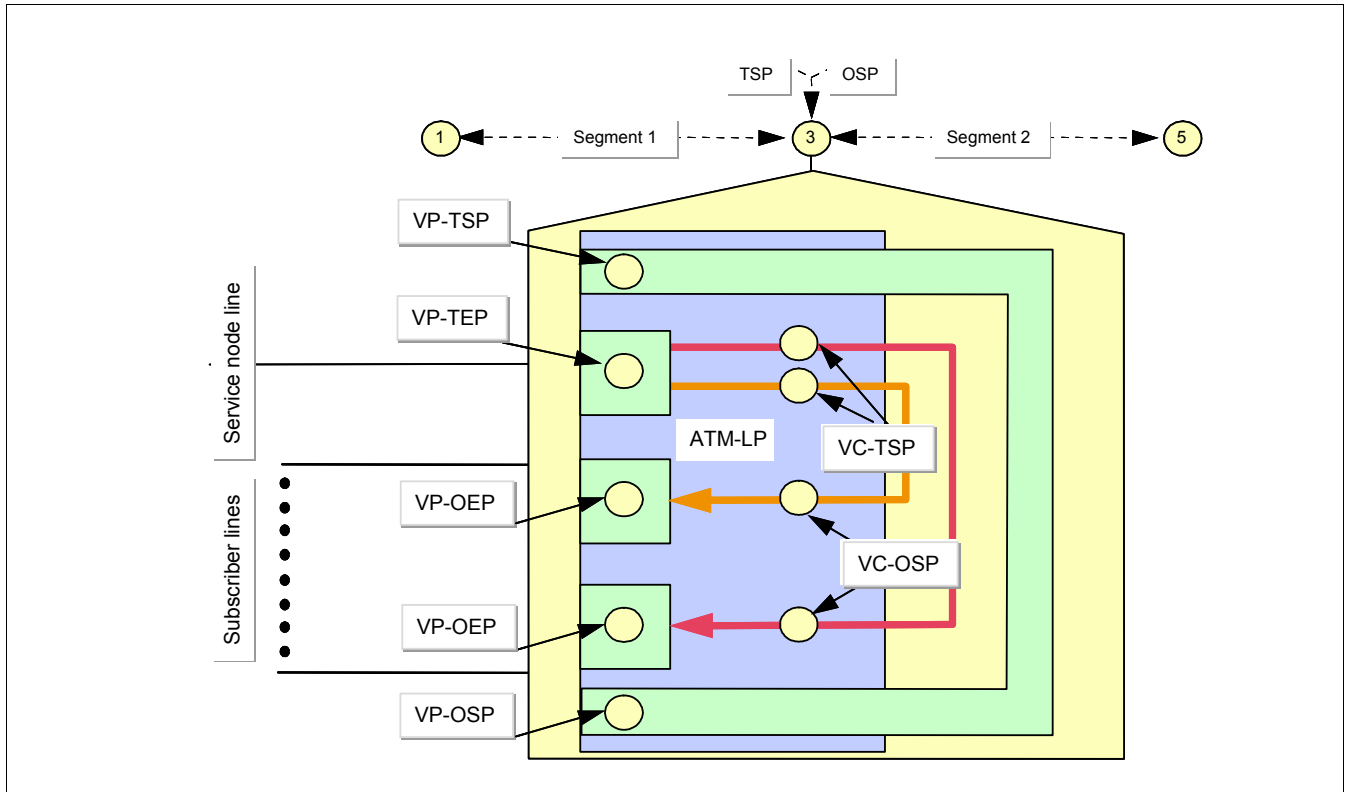 TSP
OSP
1
Segment 1
3
Segment 2
5
VP-TSP
VP-TEP
Service node line
ATM-LP
VC-TSP
VP-OEP
Subscriber lines
VC-OSP
VP-OEP
VP-OSP